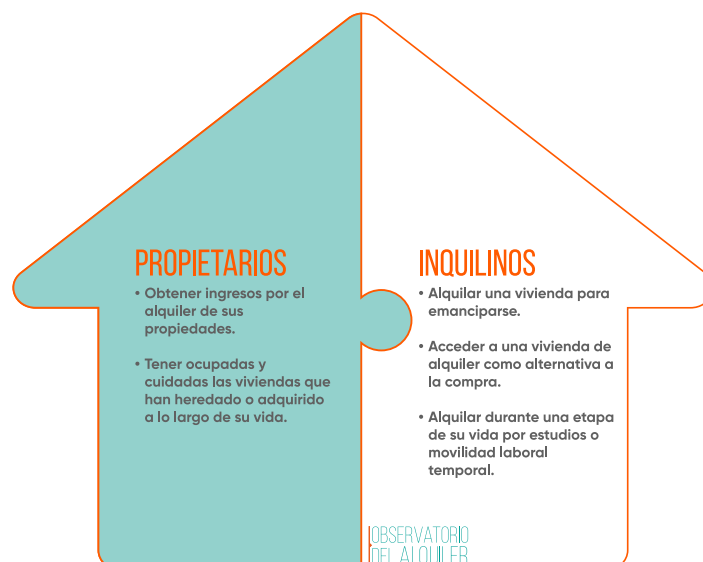 PROPIETARIOS
• Obtener ingresos por el
alquiler de sus
propiedades.
• Tener ocupadas y
cuidadas las viviendas que
han heredado o adquirido
a lo largo de su vida.
INQUILINOS
• Alquilar una vivienda para
emanciparse.
• Acceder a una vivienda de
alquiler como alternativa a
la compra.
• Alquilar durante una etapa
de su vida por estudios o
movilidad laboral
temporal.
OBSERVATORIO
DEL ALQUILER